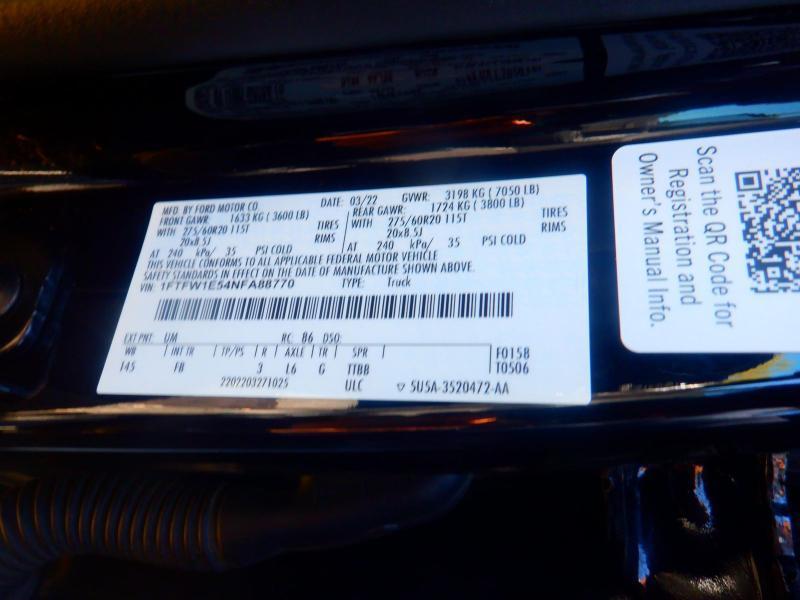 MFD. BY FORD MOTOR CO.
DATE: 03/22 GVWR: 3198 KG (7050 LB)
FRONT GAWR: 1633 KG (3600 LB) REAR GAWR: 1724 KG (3800 LB)
WITH 275/60R20 115T TIRES WITH 275/60R20 115T TIRES
20x8.5J RIMS 20x8.5J RIMS
AT 240 kPa/ 35 PSI COLD AT 240 kPa/ 35 PSI COLD
THIS VEHICLE CONFORMS TO ALL APPLICABLE FEDERAL MOTOR VEHICLE
SAFETY STANDARDS IN EFFECT ON THE DATE OF MANUFACTURE SHOWN ABOVE.
VIN: 1FTFW1E54NFA88770 TYPE: Truck
EXT PNT: UM RC: 86 DSO:
WB INT TR TP/PS R AXLE TR SPR F0158
145 FB 3 L6 G TTBB T0506
2202203271025 ULC ▽ 5U5A-3520472-AA
Scan the QR Code for
Registration and
Owner's Manual Info.